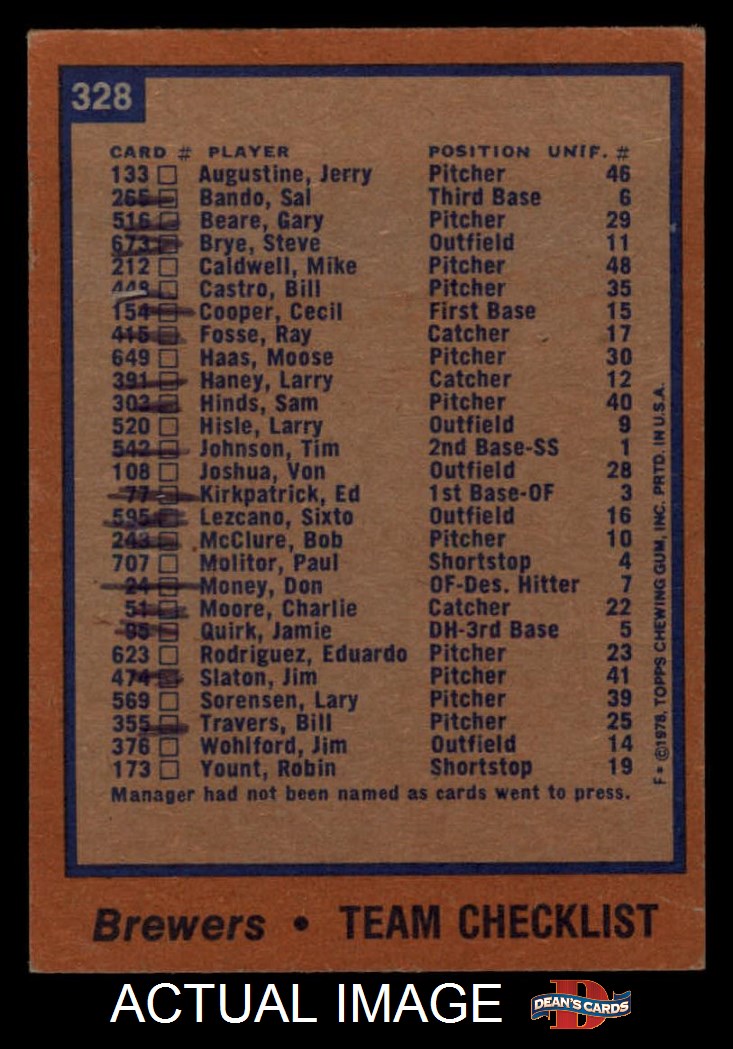 328
CARD # PLAYER POSITION UNIF. #
133 Augustine, Jerry Pitcher 46
265 Bando, Sal Third Base 6
516 Beare, Gary Pitcher 29
673 Brye, Steve Outfield 11
212 Caldwell, Mike Pitcher 48
448 Castro, Bill Pitcher 35
154 Cooper, Cecil First Base 15
415 Fosse, Ray Catcher 17
649 Haas, Moose Pitcher 30
391 Haney, Larry Catcher 12
303 Hinds, Sam Pitcher 40
520 Hisle, Larry Outfield 9
542 Johnson, Tim 2nd Base-SS 1
108 Joshua, Von Outfield 28
77 Kirkpatrick, Ed 1st Base-OF 3
595 Lezcano, Sixto Outfield 16
243 McClure, Bob Pitcher 10
707 Molitor, Paul Shortstop 4
24 Money, Don OF-Des. Hitter 7
51 Moore, Charlie Catcher 22
95 Quirk, Jamie DH-3rd Base 5
623 Rodriguez, Eduardo Pitcher 23
474 Slaton, Jim Pitcher 41
569 Sorensen, Lary Pitcher 39
355 Travers, Bill Pitcher 25
376 Wohlford, Jim Outfield 14
173 Yount, Robin Shortstop 19
Manager had not been named as cards went to press.
F* ©1978, TOPPS CHEWING GUM, INC. PRTD. IN U.S.A.
Brewers • TEAM CHECKLIST
ACTUAL IMAGE
DEAN'S CARDS